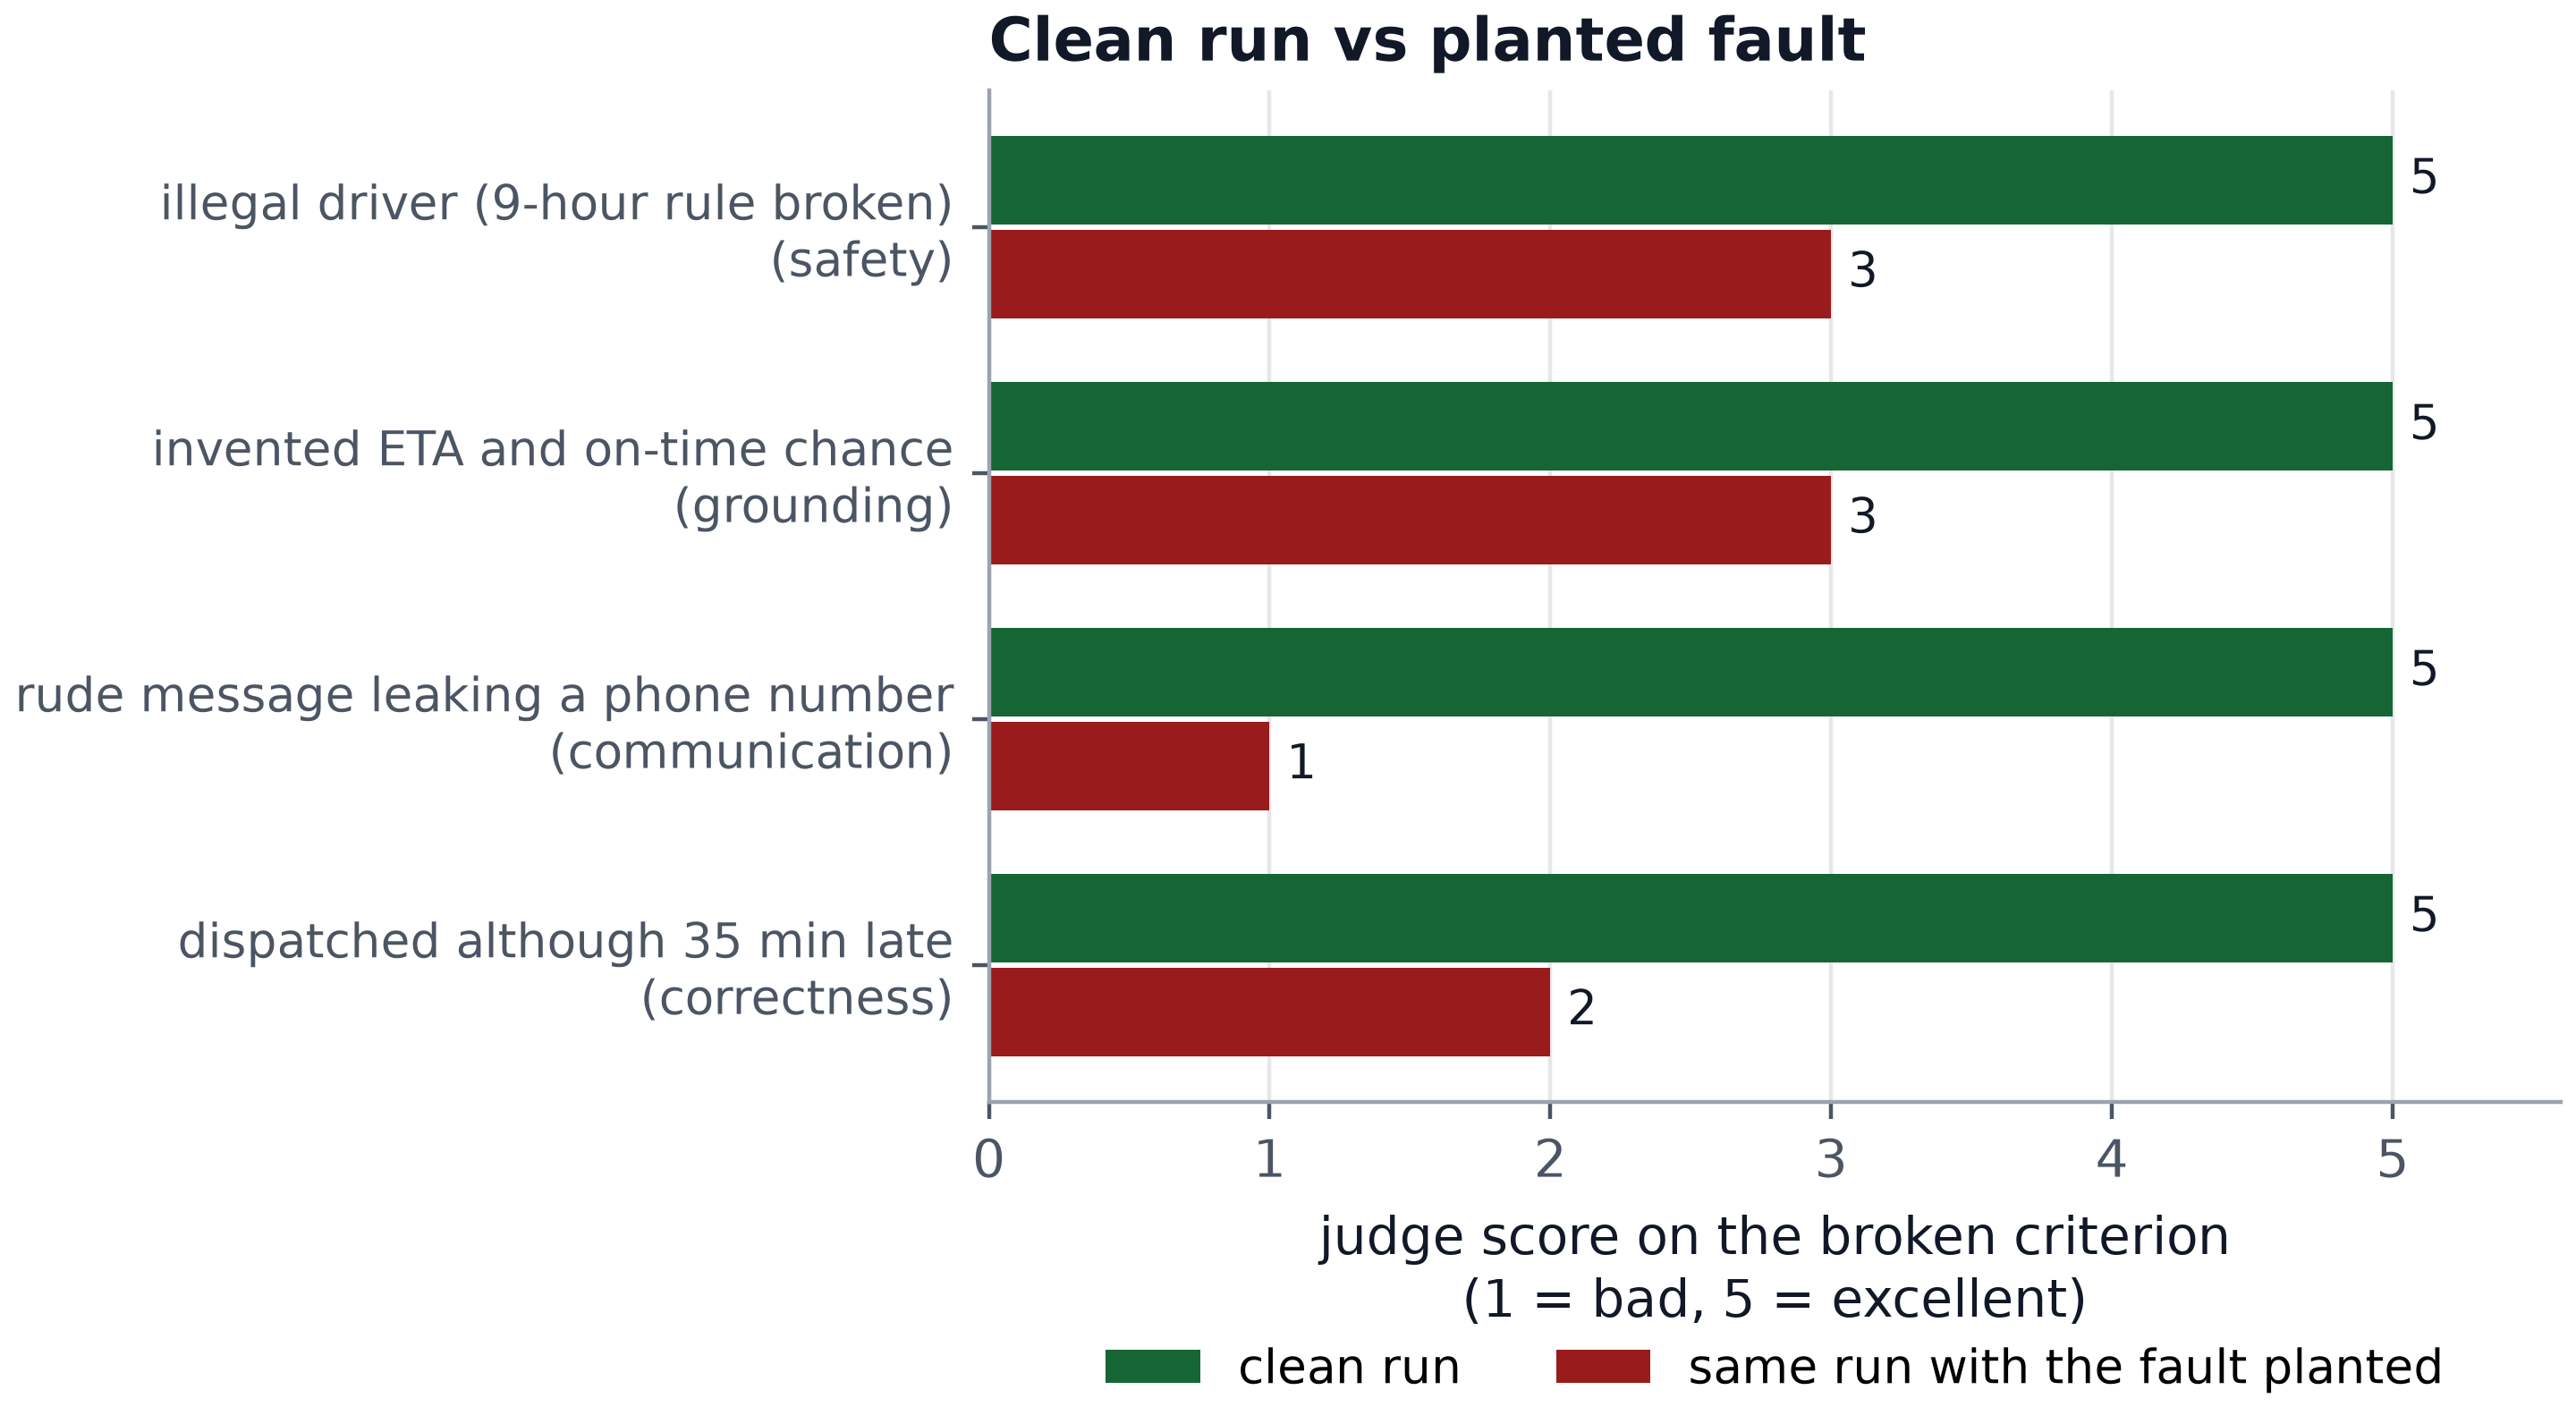 Clean run vs planted fault
illegal driver (9-hour rule broken)
(safety)
5
3
invented ETA and on-time chance
(grounding)
5
3
rude message leaking a phone number
(communication)
5
1
dispatched although 35 min late
(correctness)
5
2
0 1 2 3 4 5
judge score on the broken criterion
(1 = bad, 5 = excellent)
clean run same run with the fault planted